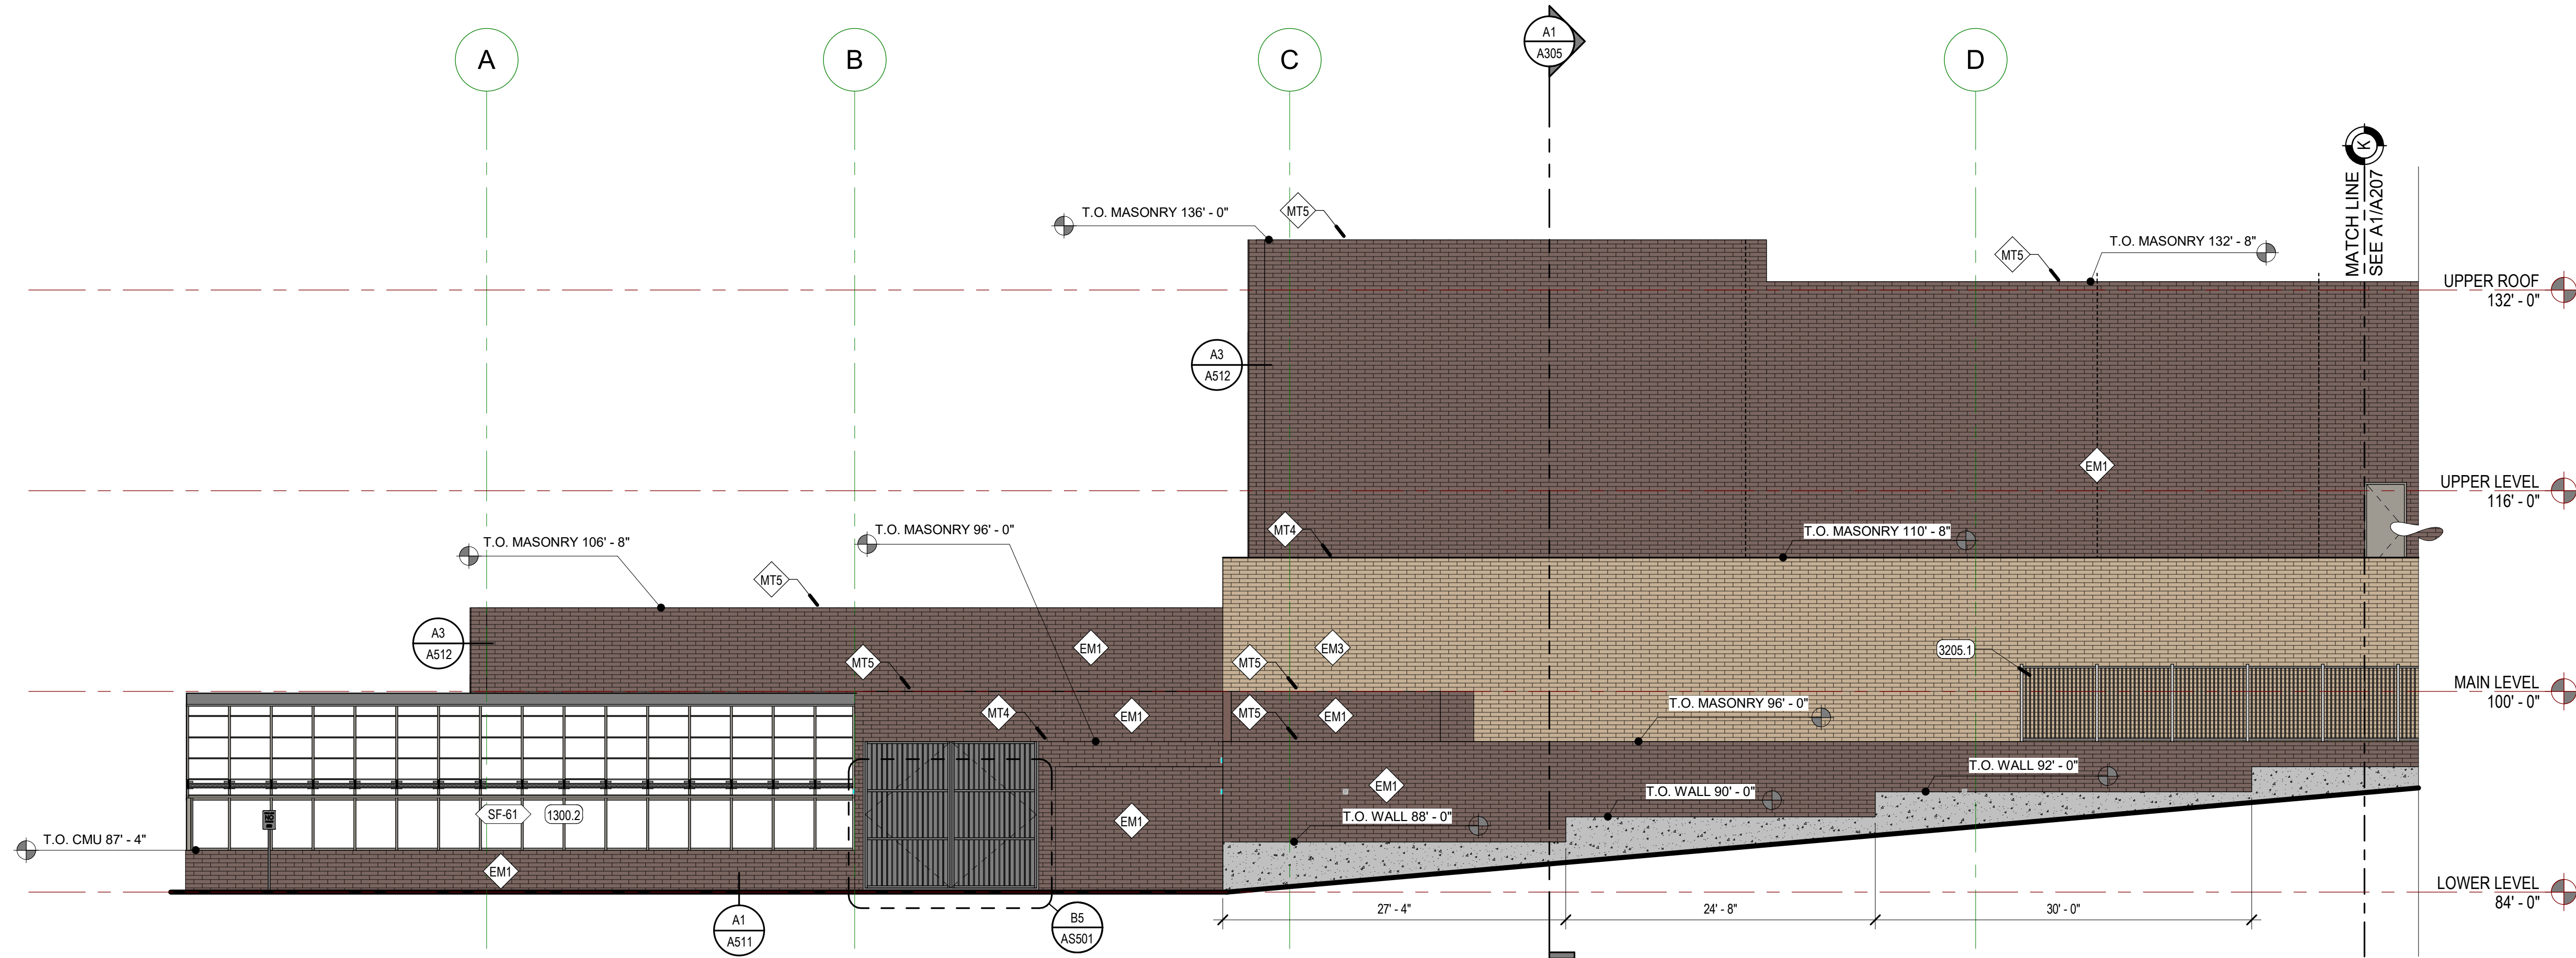 A
B
C
A1
A305
D
K
MATCH LINE
SEE A1/A207
T.O. MASONRY 136' - 0"
MT5
MT5
T.O. MASONRY 132' - 8"
UPPER ROOF
132' - 0"
A3
A512
EM1
UPPER LEVEL
116' - 0"
T.O. MASONRY 106' - 8"
T.O. MASONRY 96' - 0"
MT4
T.O. MASONRY 110' - 8"
MT5
A3
A512
EM1
EM3
3205.1
MT5
MT5
MAIN LEVEL
100' - 0"
MT4
EM1
MT5
EM1
T.O. MASONRY 96' - 0"
T.O. WALL 92' - 0"
EM1
T.O. WALL 90' - 0"
SF-61
1300.2
EM1
T.O. WALL 88' - 0"
T.O. CMU 87' - 4"
EM1
LOWER LEVEL
84' - 0"
27' - 4"
24' - 8"
30' - 0"
A1
A511
B5
AS501